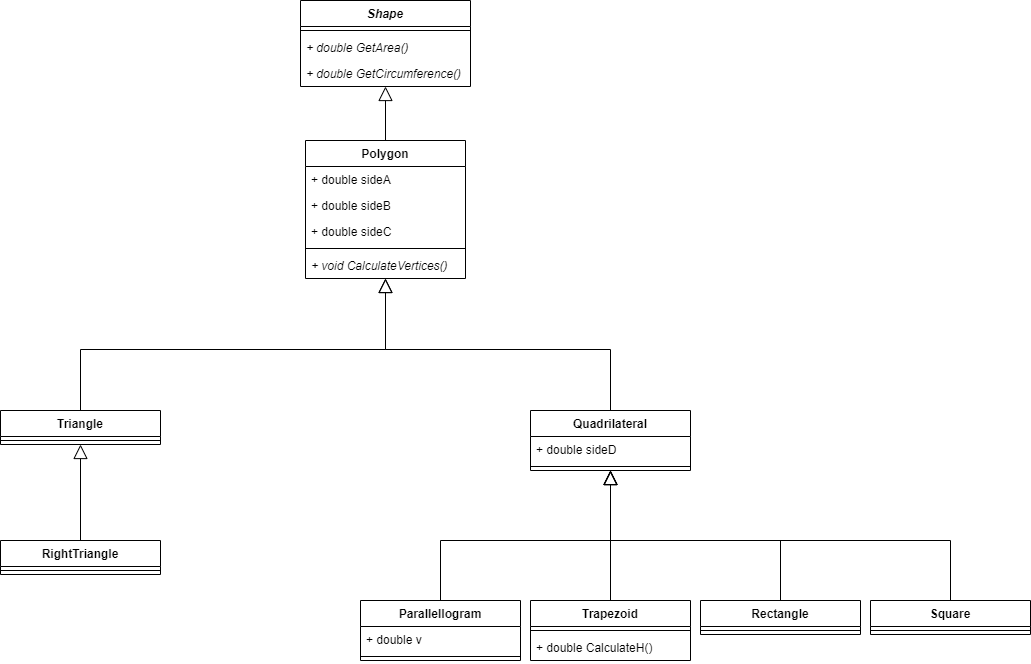 Shape
+ double GetArea()
+ double GetCircumference()
Polygon
+ double sideA
+ double sideB
+ double sideC
+ void CalculateVertices()
Triangle
Quadrilateral
+ double sideD
RightTriangle
Parallellogram
+ double v
Trapezoid
+ double CalculateH()
Rectangle
Square